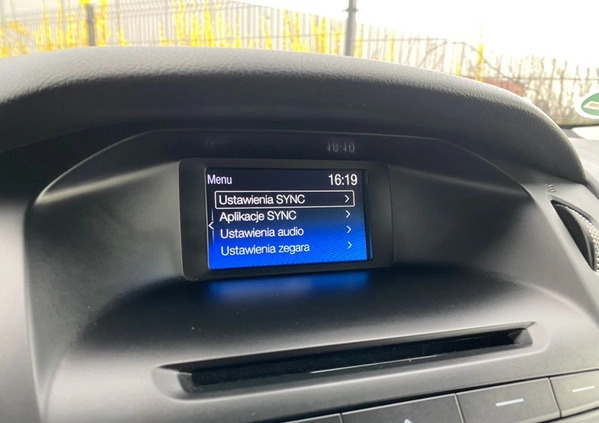 Menu 16:19
Ustawienia SYNC
Aplikacje SYNC
Ustawienia audio
Ustawienia zegara